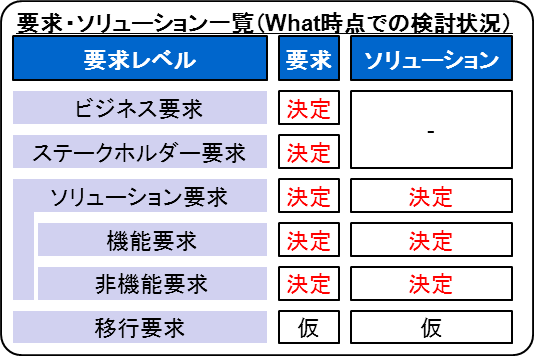 要求・ソリューション一覧(What時点での検討状況)
要求レベル 要求 ソリューション
ビジネス要求 決定
-
ステークホルダー要求 決定
ソリューション要求 決定 決定
機能要求 決定 決定
非機能要求 決定 決定
移行要求 仮 仮